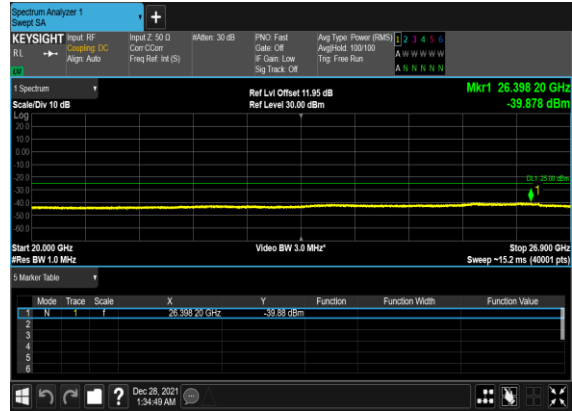 Spectrum Analyzer 1
Swept SA
+
KEYSIGHT Input: RF Input Z: 50 Ω #Atten: 30 dB PNO: Fast Avg Type: Power (RMS) 1 2 3 4 5 6
RL Coupling: DC Corr CCorr Gate: Off Avg|Hold: 100/100 A W W W W W
Align: Auto Freq Ref: Int (S) IF Gain: Low Trig: Free Run
Sig Track: Off A N N N N N
1 Spectrum Ref Lvl Offset 11.95 dB Mkr1 26.398 20 GHz
Scale/Div 10 dB Ref Level 30.00 dBm -39.878 dBm
Log
20.0
10.0
0.00
-10.0
-20.0 DL1 -25.00 dBm
-30.0 1
-40.0
-50.0
-60.0
Start 20.000 GHz Video BW 3.0 MHz* Stop 26.900 GHz
#Res BW 1.0 MHz Sweep ~15.2 ms (40001 pts)
5 Marker Table
Mode Trace Scale X Y Function Function Width Function Value
1 N 1 f 26.398 20 GHz -39.88 dBm
2
3
4
5
6
? Dec 28, 2021
1:34:49 AM